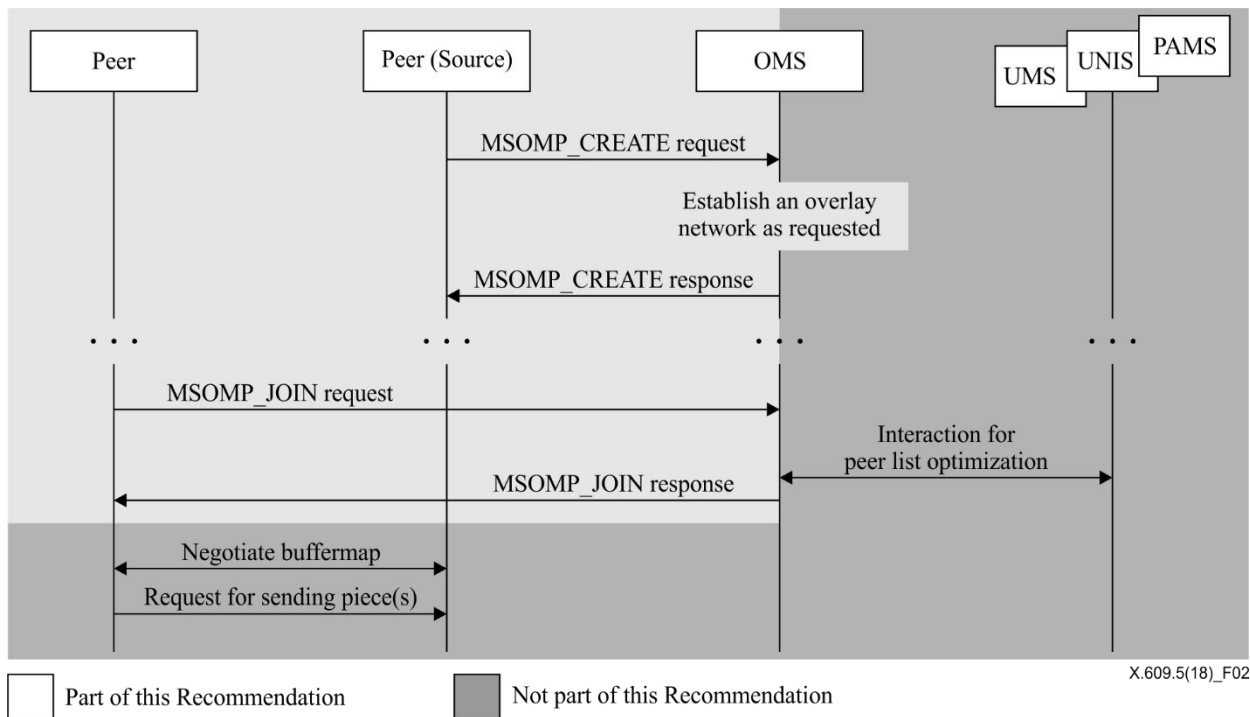 Peer
Peer (Source)
OMS
UMS
UNIS
PAMS
MSOMP_CREATE request
Establish an overlay
network as requested
MSOMP_CREATE response
. . .
. . .
. . .
. . .
MSOMP_JOIN request
Interaction for
peer list optimization
MSOMP_JOIN response
Negotiate buffermap
Request for sending piece(s)
X.609.5(18)_F02
Part of this Recommendation
Not part of this Recommendation